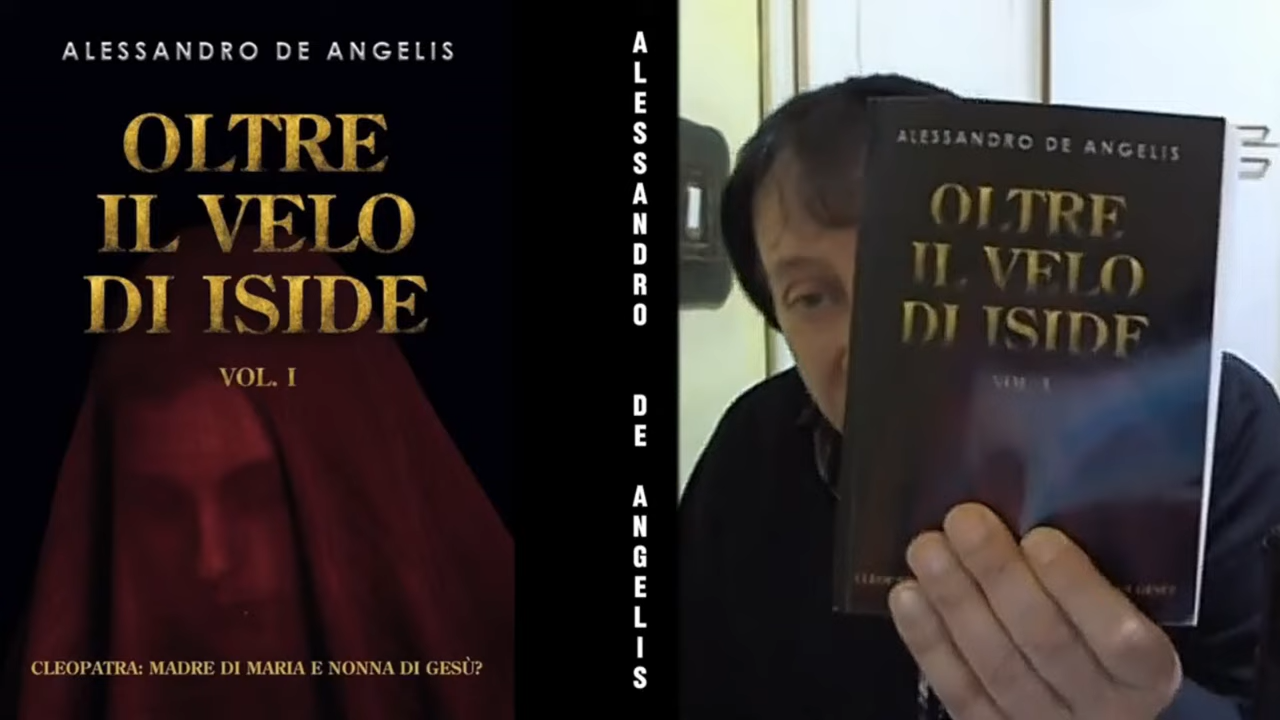 ALESSANDRO DE ANGELIS
OLTRE
IL VELO
DI ISIDE
VOL. I
CLEOPATRA: MADRE DI MARIA E NONNA DI GESÙ?
ALESSANDRO DE ANGELIS
ALESSANDRO DE ANGELIS
OLTRE
IL VELO
DI ISIDE
VOL. I